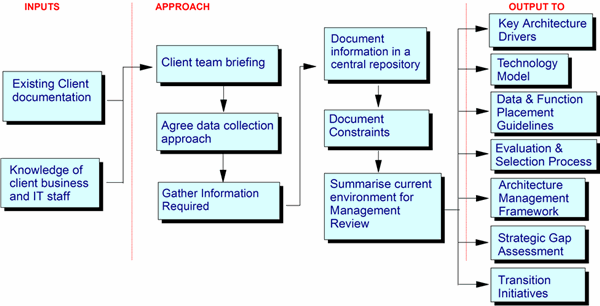 INPUTS
APPROACH
OUTPUT TO
Existing Client
documentation
Knowledge of
client business
and IT staff
Client team briefing
Agree data collection
approach
Gather Information
Required
Document
information in a
central repository
Document
Constraints
Summarise current
environment for
Management
Review
Key Architecture
Drivers
Technology
Model
Data & Function
Placement
Guidelines
Evaluation &
Selection Process
Architecture
Management
Framework
Strategic Gap
Assessment
Transition
Initiatives